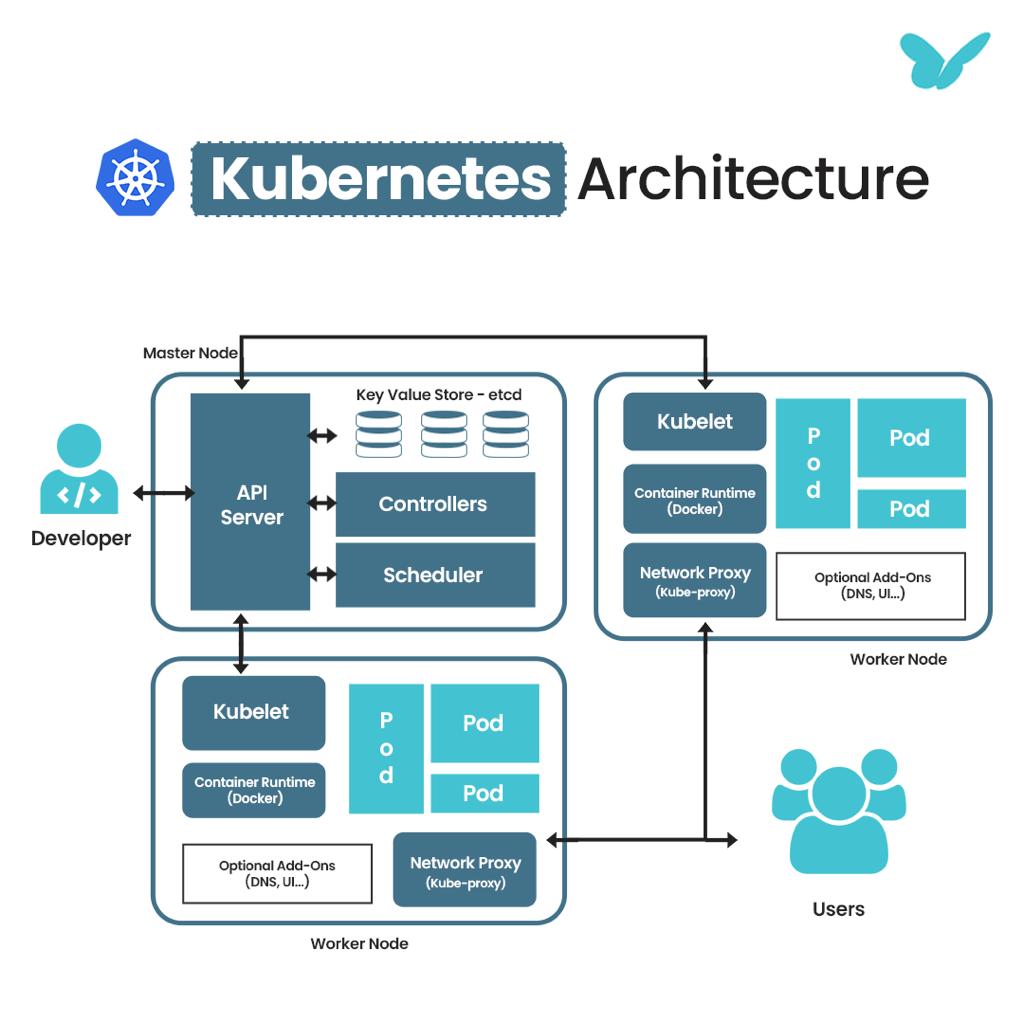 Kubernetes Architecture
Master Node
Key Value Store - etcd
API
Server
Controllers
Scheduler
Developer
Kubelet
Container Runtime
(Docker)
Network Proxy
(Kube-proxy)
P
o
d
Pod
Pod
Optional Add-Ons
(DNS, UI...)
Worker Node
Kubelet
Container Runtime
(Docker)
P
o
d
Pod
Pod
Optional Add-Ons
(DNS, UI...)
Network Proxy
(Kube-proxy)
Worker Node
Users